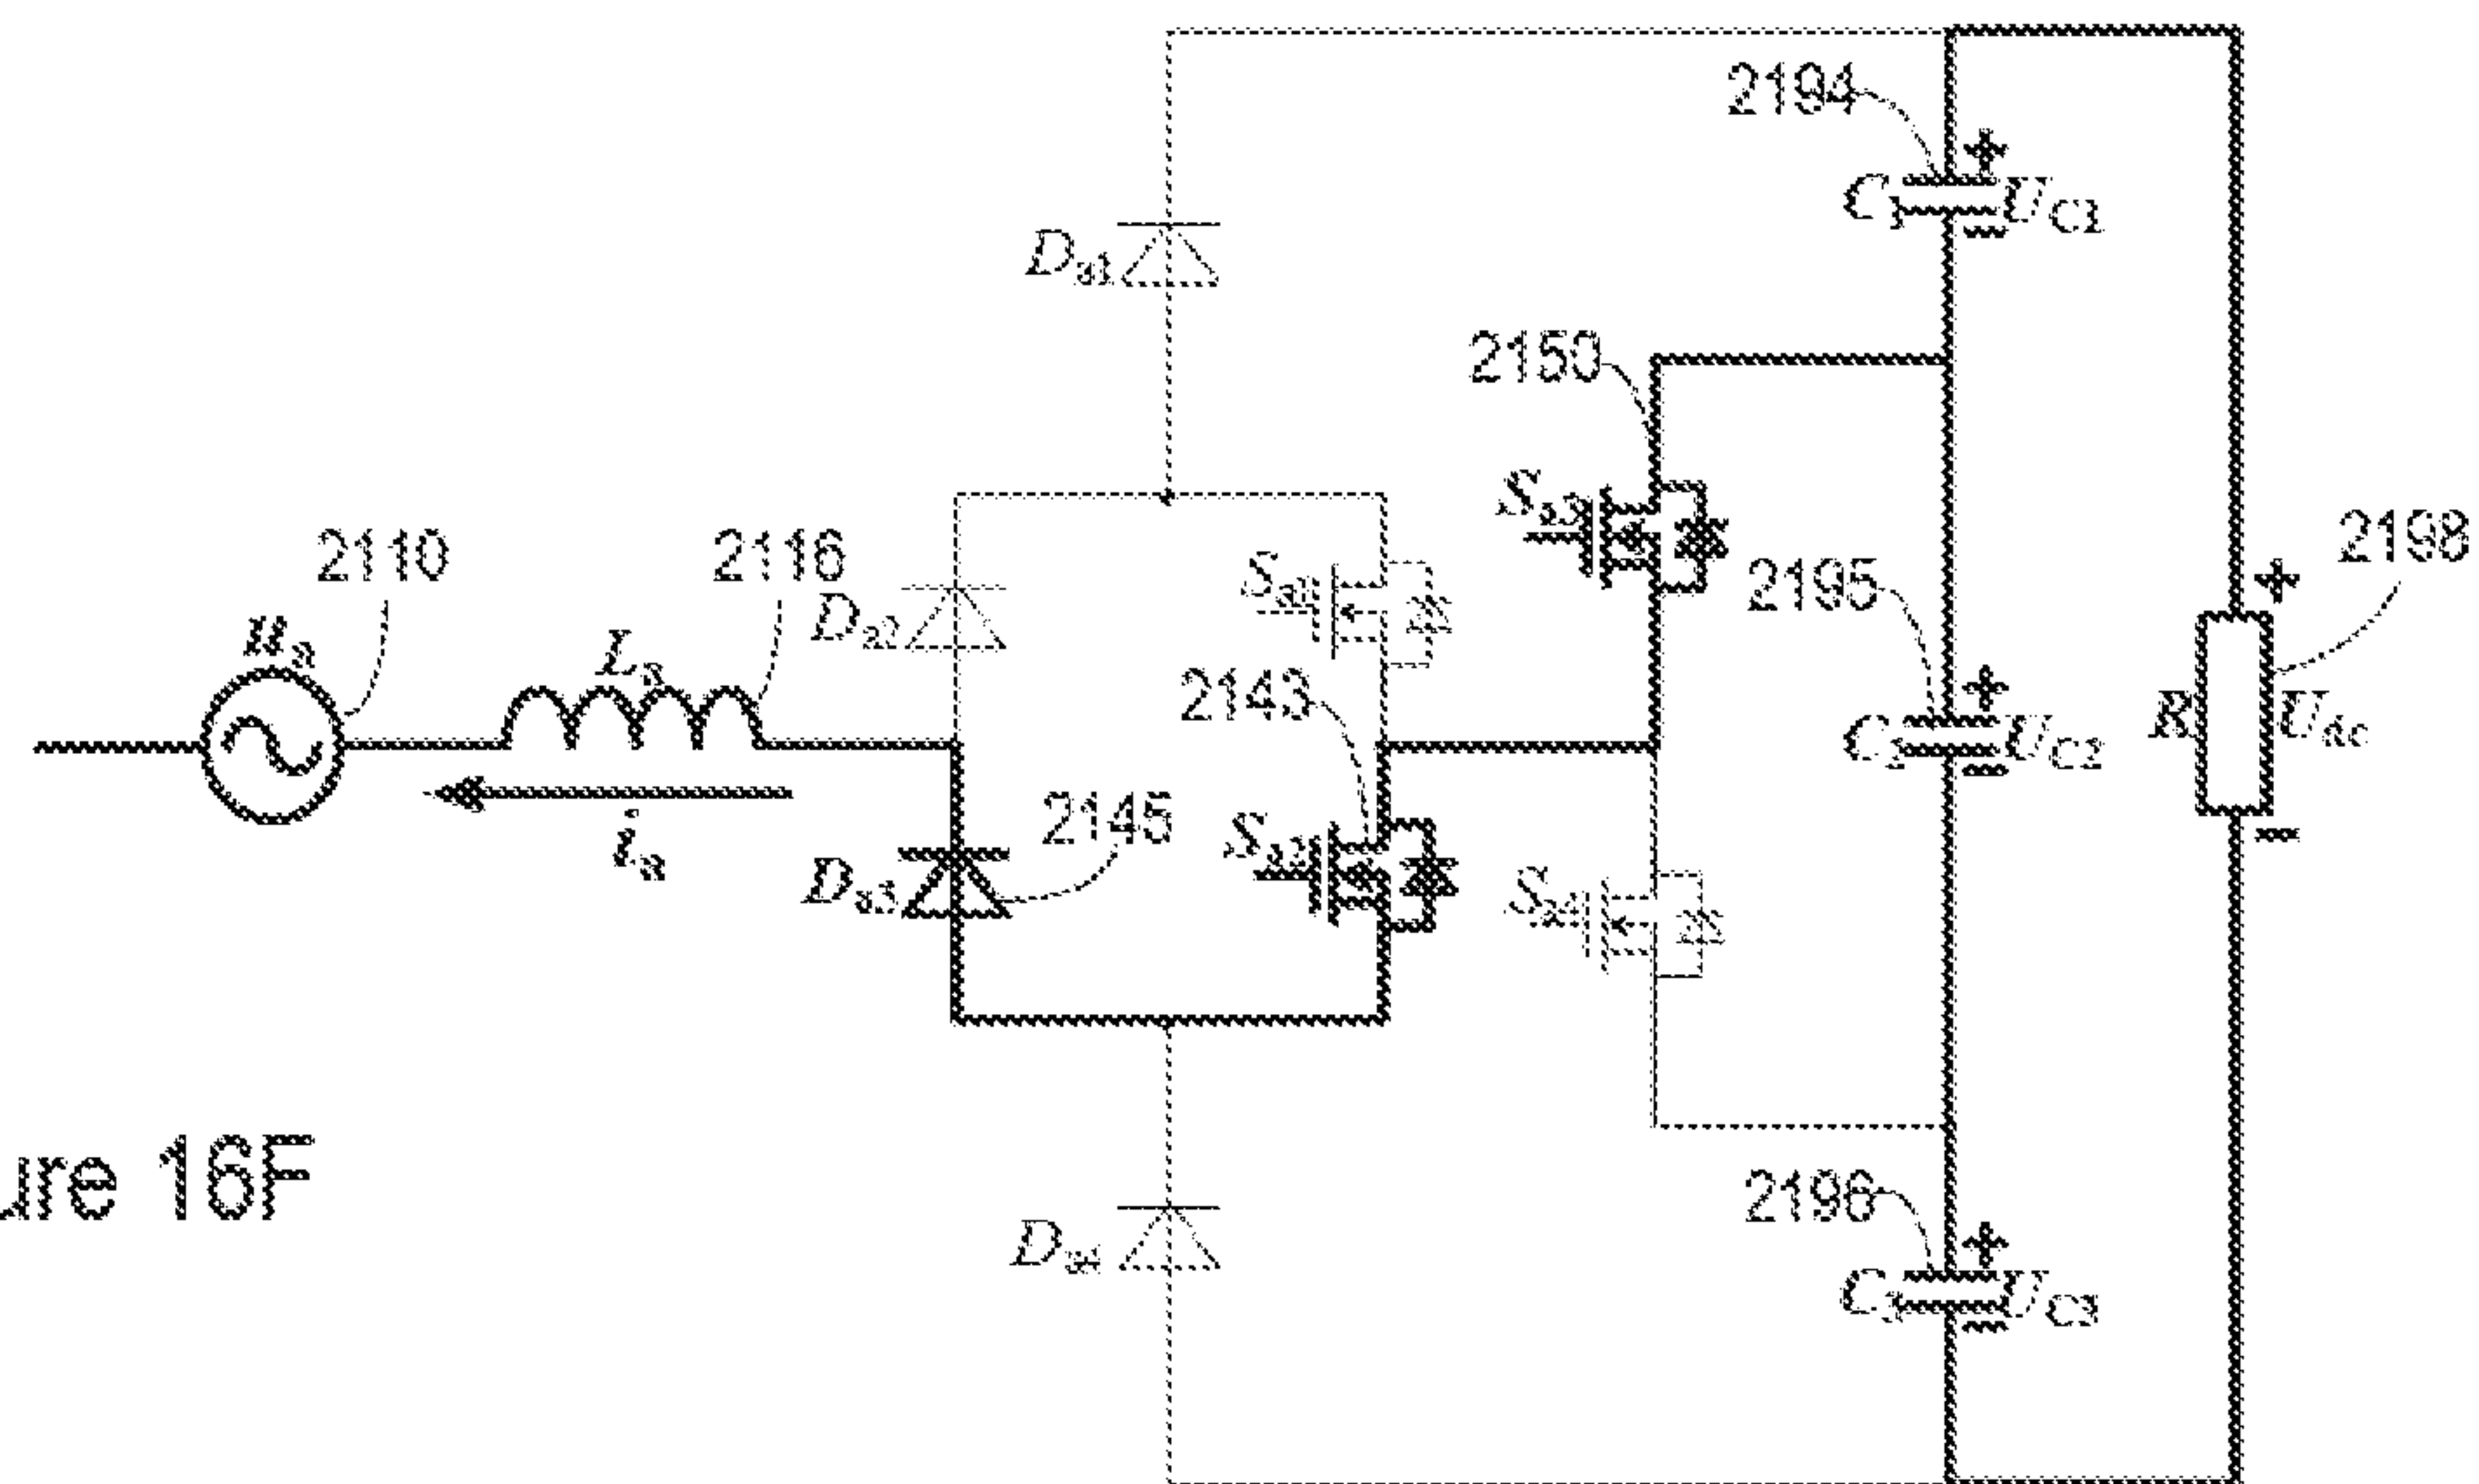 2194
+
C1 UC1
Da1
2150
Sa3
2110
2116
2198
ua
La
Da2
Sa1
2195
+
+
2143
C2 UC2
R Udc
ia
2145
Da3
Sa2
Sa4
−
2196
+
Da4
C3 UC3
ure 16F